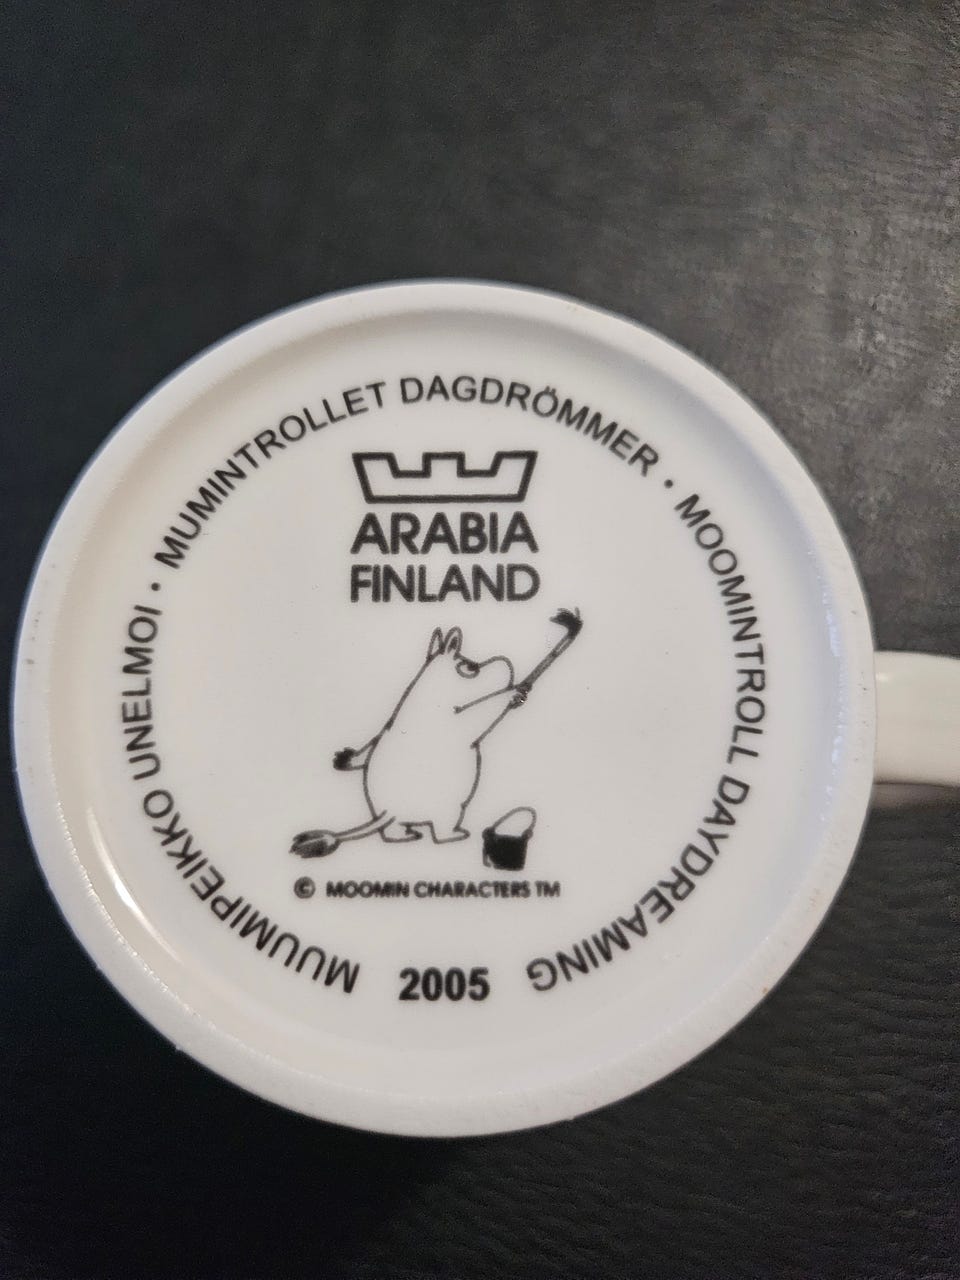 MUUMIPEIKKO UNELMOI · MUMINTROLLET DAGDRÖMMER · MOOMINTROLL DAYDREAMING
ARABIA
FINLAND
© MOOMIN CHARACTERS TM
2005